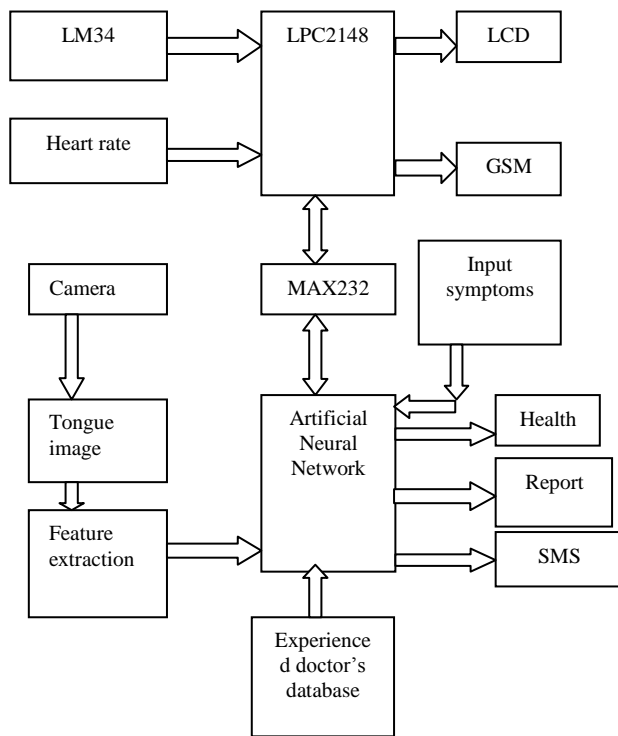 LM34
LPC2148
LCD
Heart rate
GSM
Camera
MAX232
Input
symptoms
Tongue
image
Artificial
Neural
Network
Health
Report
Feature
extraction
SMS
Experience
d doctor’s
database